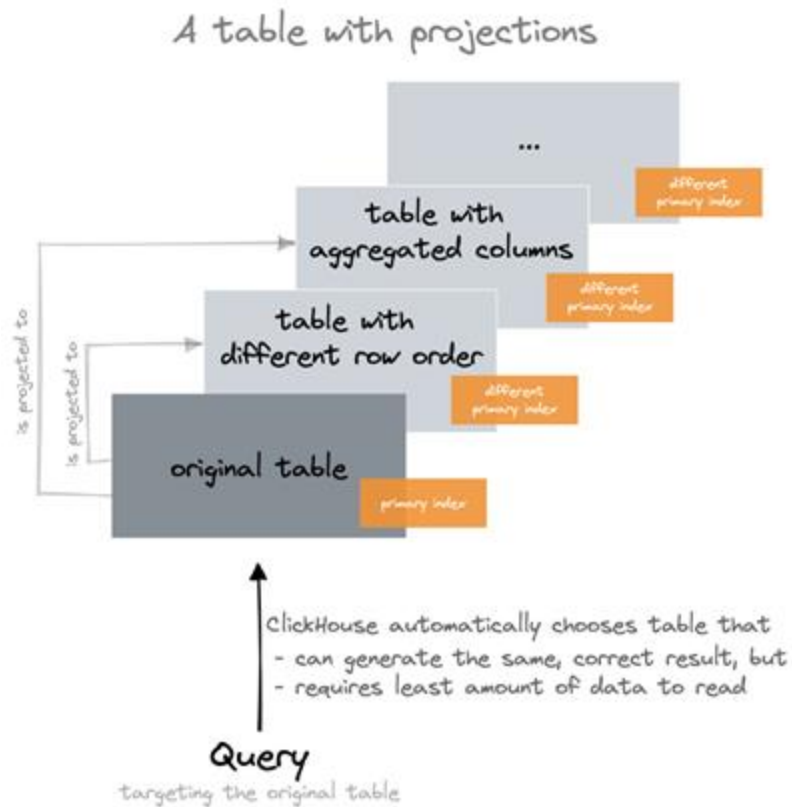 A table with projections
...
different
primary index
table with
aggregated columns
different
primary index
table with
different row order
different
primary index
original table
primary index
is projected to
is projected to
ClickHouse automatically chooses table that
- can generate the same, correct result, but
- requires least amount of data to read
Query
targeting the original table